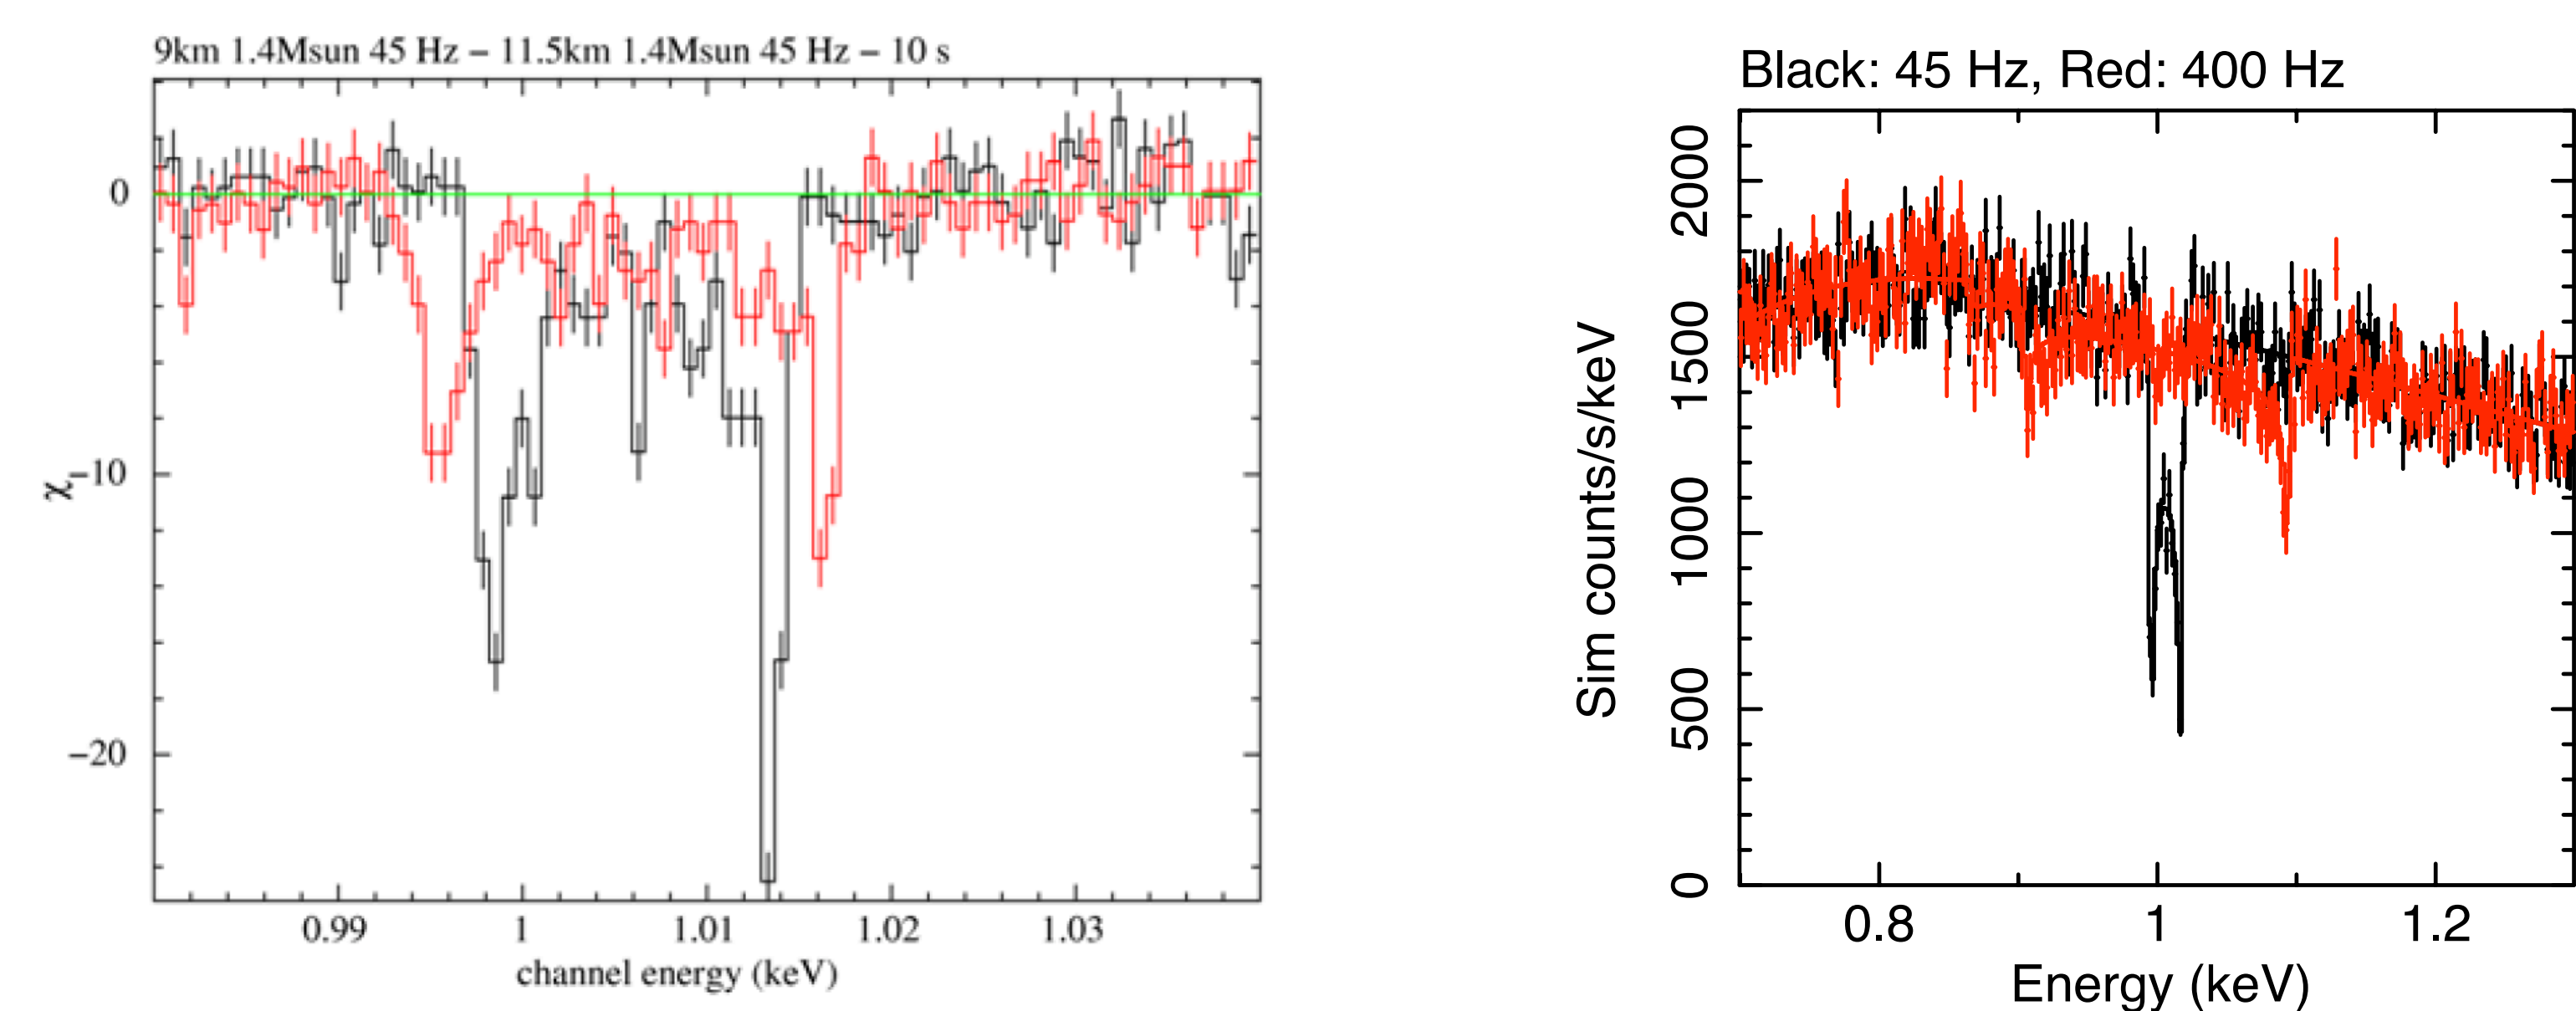 9km 1.4Msun 45 Hz – 11.5km 1.4Msun 45 Hz – 10 s
0
−10
−20
χ
0.99
1
1.01
1.02
1.03
channel energy (keV)
Black: 45 Hz, Red: 400 Hz
2000
1500
1000
500
0
Sim counts/s/keV
0.8
1
1.2
Energy (keV)